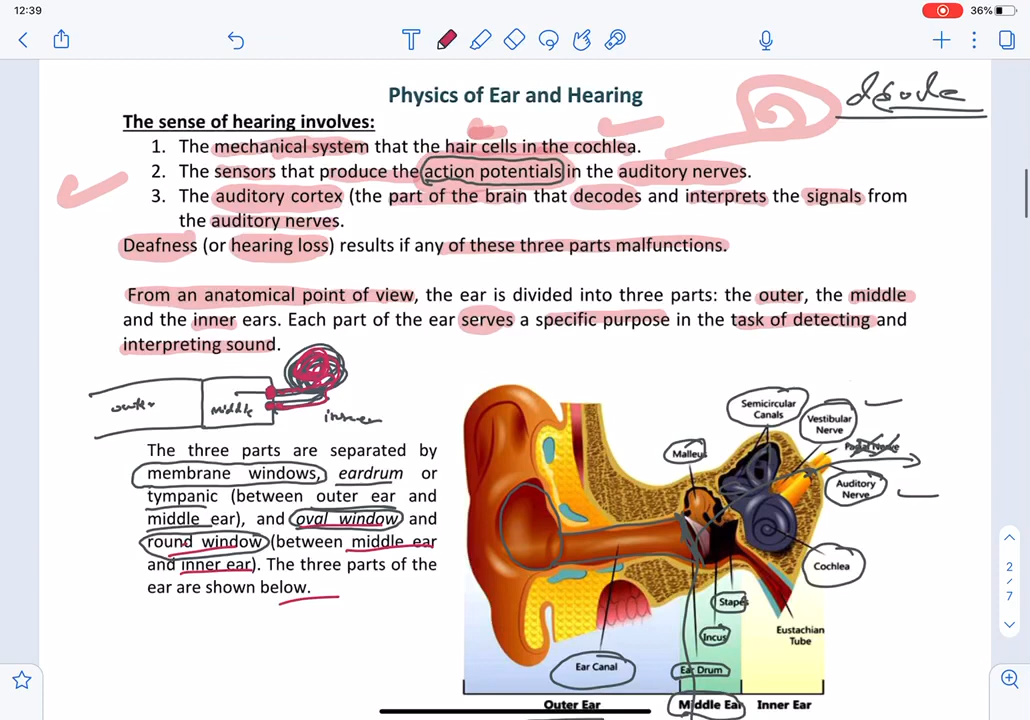 12:39
36%
decode
Physics of Ear and Hearing
The sense of hearing involves:
1. The mechanical system that the hair cells in the cochlea.
2. The sensors that produce the action potentials in the auditory nerves.
3. The auditory cortex (the part of the brain that decodes and interprets the signals from
the auditory nerves.
Deafness (or hearing loss) results if any of these three parts malfunctions.
From an anatomical point of view, the ear is divided into three parts: the outer, the middle
and the inner ears. Each part of the ear serves a specific purpose in the task of detecting and
interpreting sound.
outer
middle
inner
The three parts are separated by
membrane windows, eardrum or
tympanic (between outer ear and
middle ear), and oval window and
round window (between middle ear
and inner ear). The three parts of the
ear are shown below.
Semicircular
Canals
Vestibular
Nerve
Facial Nerve
Malleus
Auditory
Nerve
Cochlea
Stapes
Incus
Eustachian
Tube
Ear Canal
Ear Drum
Outer Ear
Middle Ear
Inner Ear
2
/
7